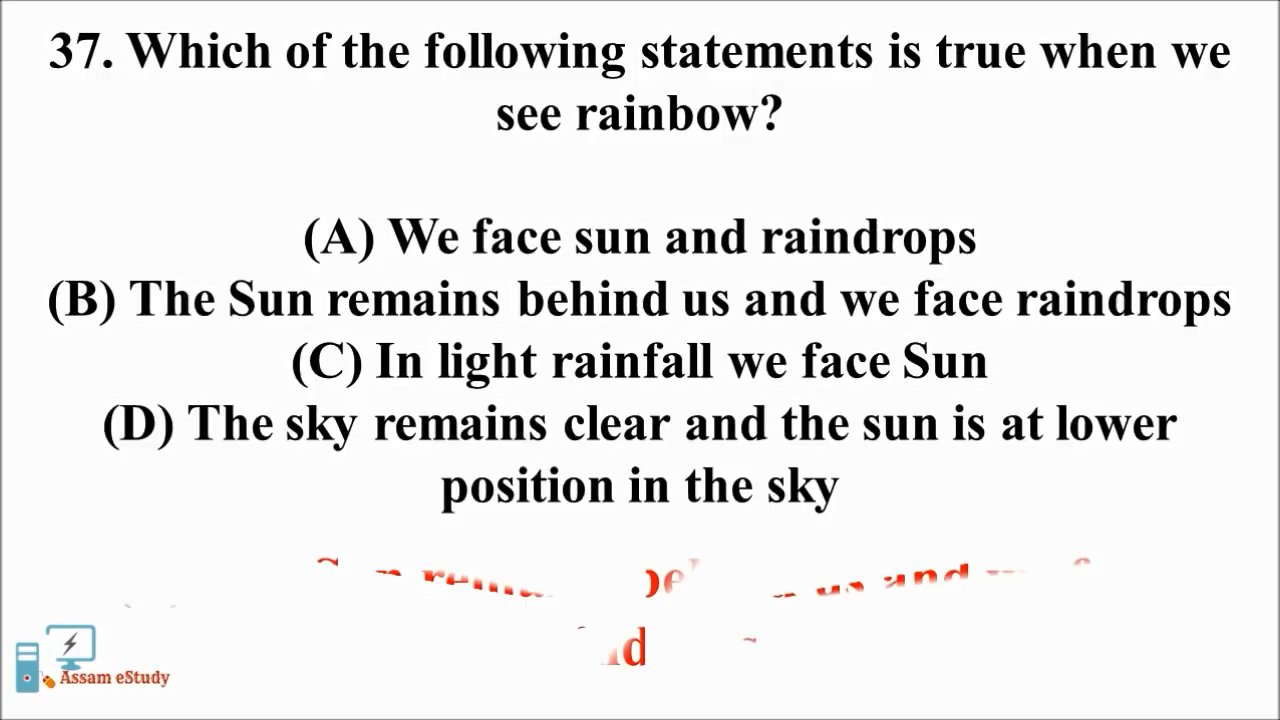 37. Which of the following statements is true when we
see rainbow?
(A) We face sun and raindrops
(B) The Sun remains behind us and we face raindrops
(C) In light rainfall we face Sun
(D) The sky remains clear and the sun is at lower
position in the sky
us and
Assam eStudy